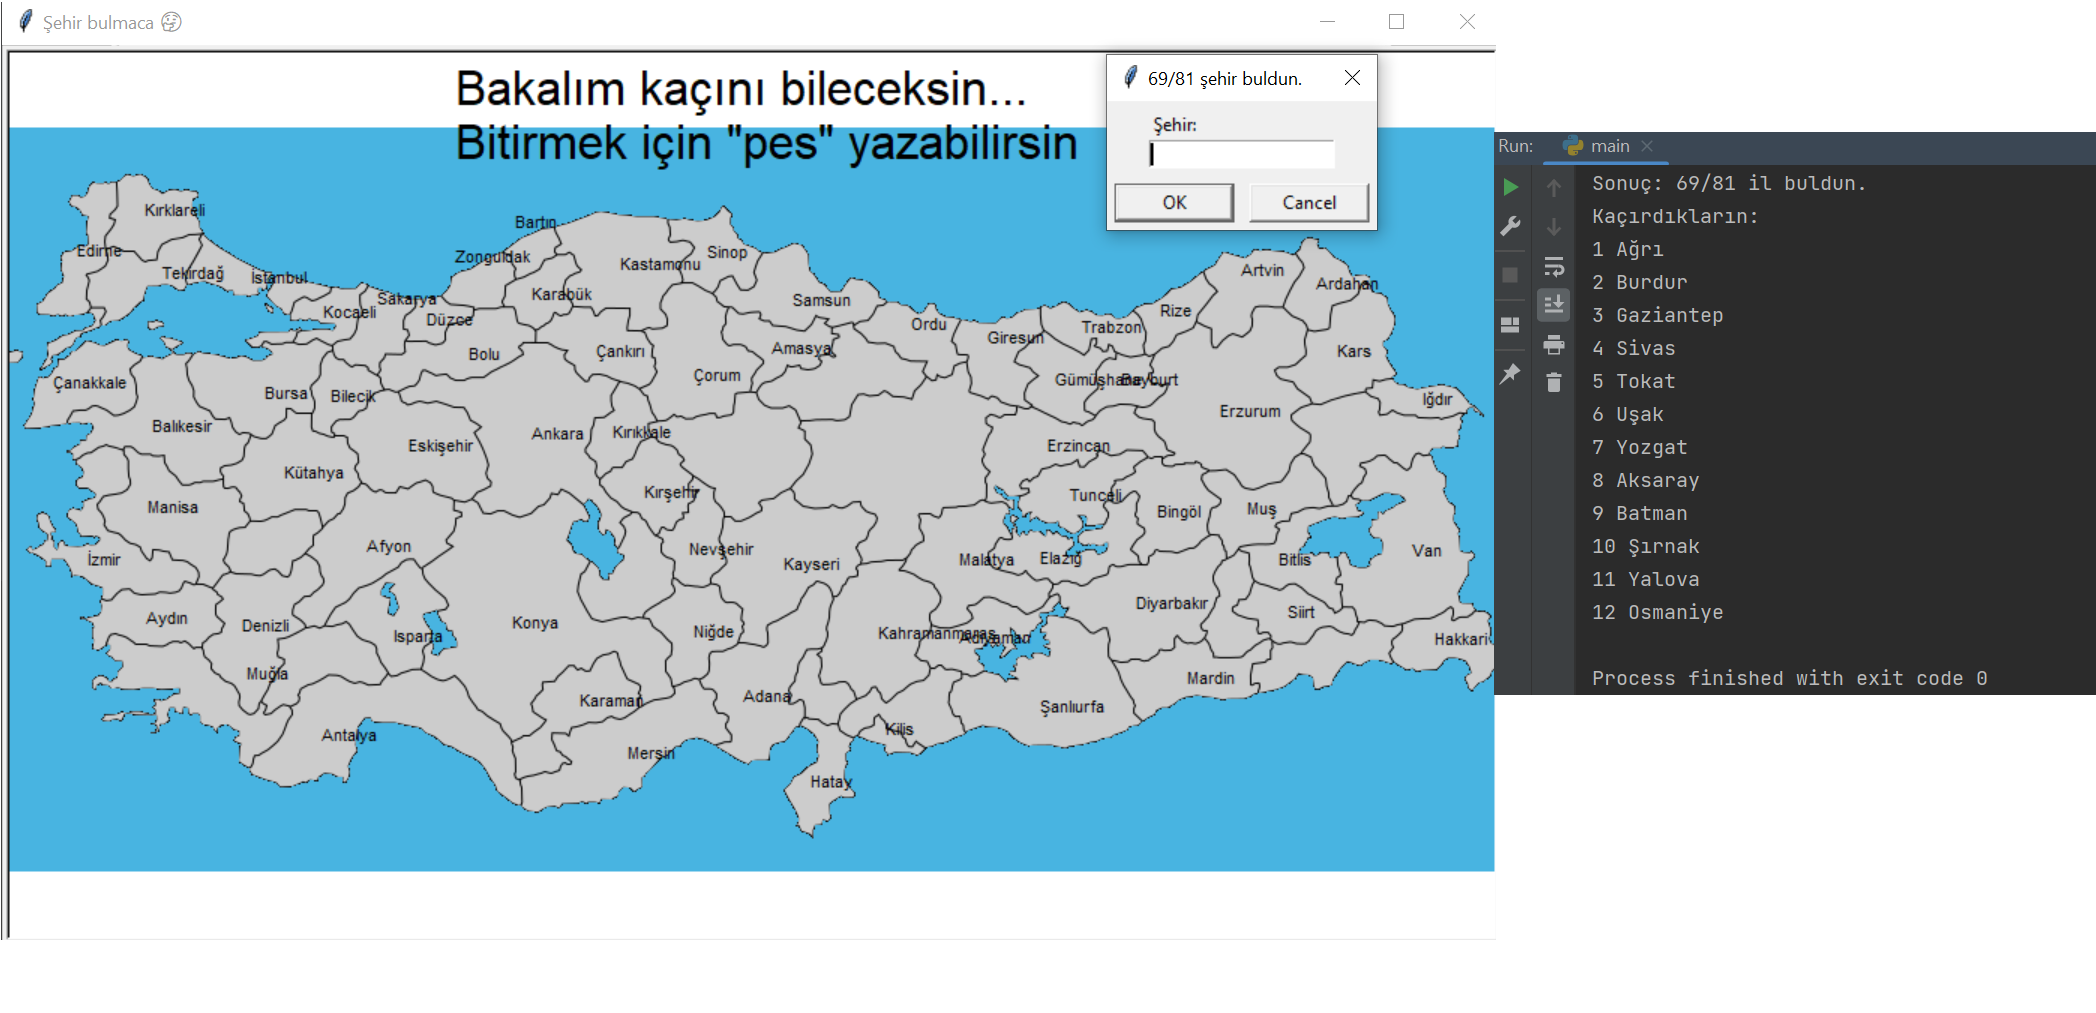 Şehir bulmaca 🤔
Bakalım kaçını bileceksin...
Bitirmek için "pes" yazabilirsin
69/81 şehir buldun.
Şehir:
OK
Cancel
Kırklareli
Edirne
Tekirdağ
İstanbul
Kocaeli
Sakarya
Düzce
Zonguldak
Bartın
Karabük
Kastamonu
Sinop
Samsun
Ordu
Giresun
Trabzon
Rize
Artvin
Ardahan
Kars
Iğdır
Çanakkale
Balıkesir
Bursa
Bilecik
Bolu
Çankırı
Çorum
Amasya
Gümüşhane
Bayburt
Erzurum
Kütahya
Eskişehir
Ankara
Kırıkkale
Erzincan
Manisa
Kırşehir
Tunceli
Bingöl
Muş
İzmir
Afyon
Nevşehir
Kayseri
Malatya
Elazığ
Bitlis
Van
Aydın
Denizli
Isparta
Konya
Niğde
Kahramanmaraş
Adıyaman
Diyarbakır
Siirt
Hakkari
Muğla
Antalya
Karaman
Mersin
Adana
Kilis
Hatay
Şanlıurfa
Mardin
Run:
main
Sonuç: 69/81 il buldun.
Kaçırdıkların:
1 Ağrı
2 Burdur
3 Gaziantep
4 Sivas
5 Tokat
6 Uşak
7 Yozgat
8 Aksaray
9 Batman
10 Şırnak
11 Yalova
12 Osmaniye
Process finished with exit code 0